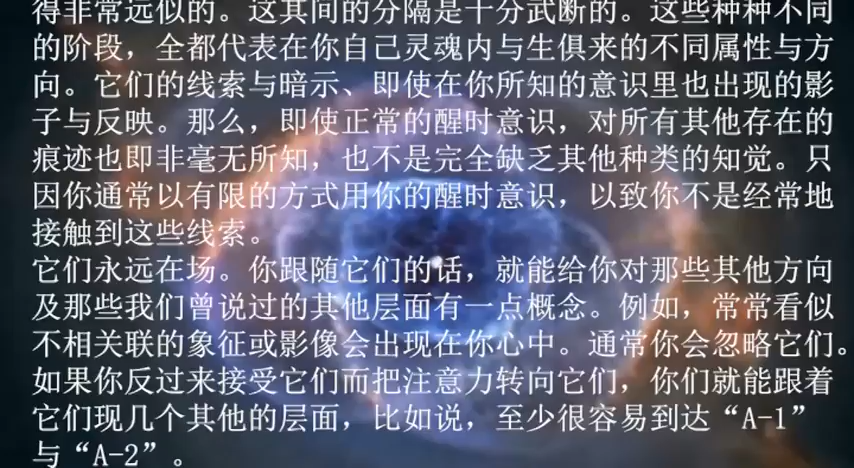 得非常远似的。这其间的分隔是十分武断的。这些种种不同
的阶段，全都代表在你自己灵魂内与生俱来的不同属性与方
向。它们的线索与暗示、即使在你所知的意识里也出现的影
子与反映。那么，即使正常的醒时意识，对所有其他存在的
痕迹也即非毫无所知，也不是完全缺乏其他种类的知觉。只
因你通常以有限的方式用你的醒时意识，以致你不是经常地
接触到这些线索。
它们永远在场。你跟随它们的话，就能给你对那些其他方向
及那些我们曾说过的其他层面有一点概念。例如，常常看似
不相关联的象征或影像会出现在你心中。通常你会忽略它们。
如果你反过来接受它们而把注意力转向它们，你们就能跟着
它们现几个其他的层面，比如说，至少很容易到达“A-1”
与“A-2”。